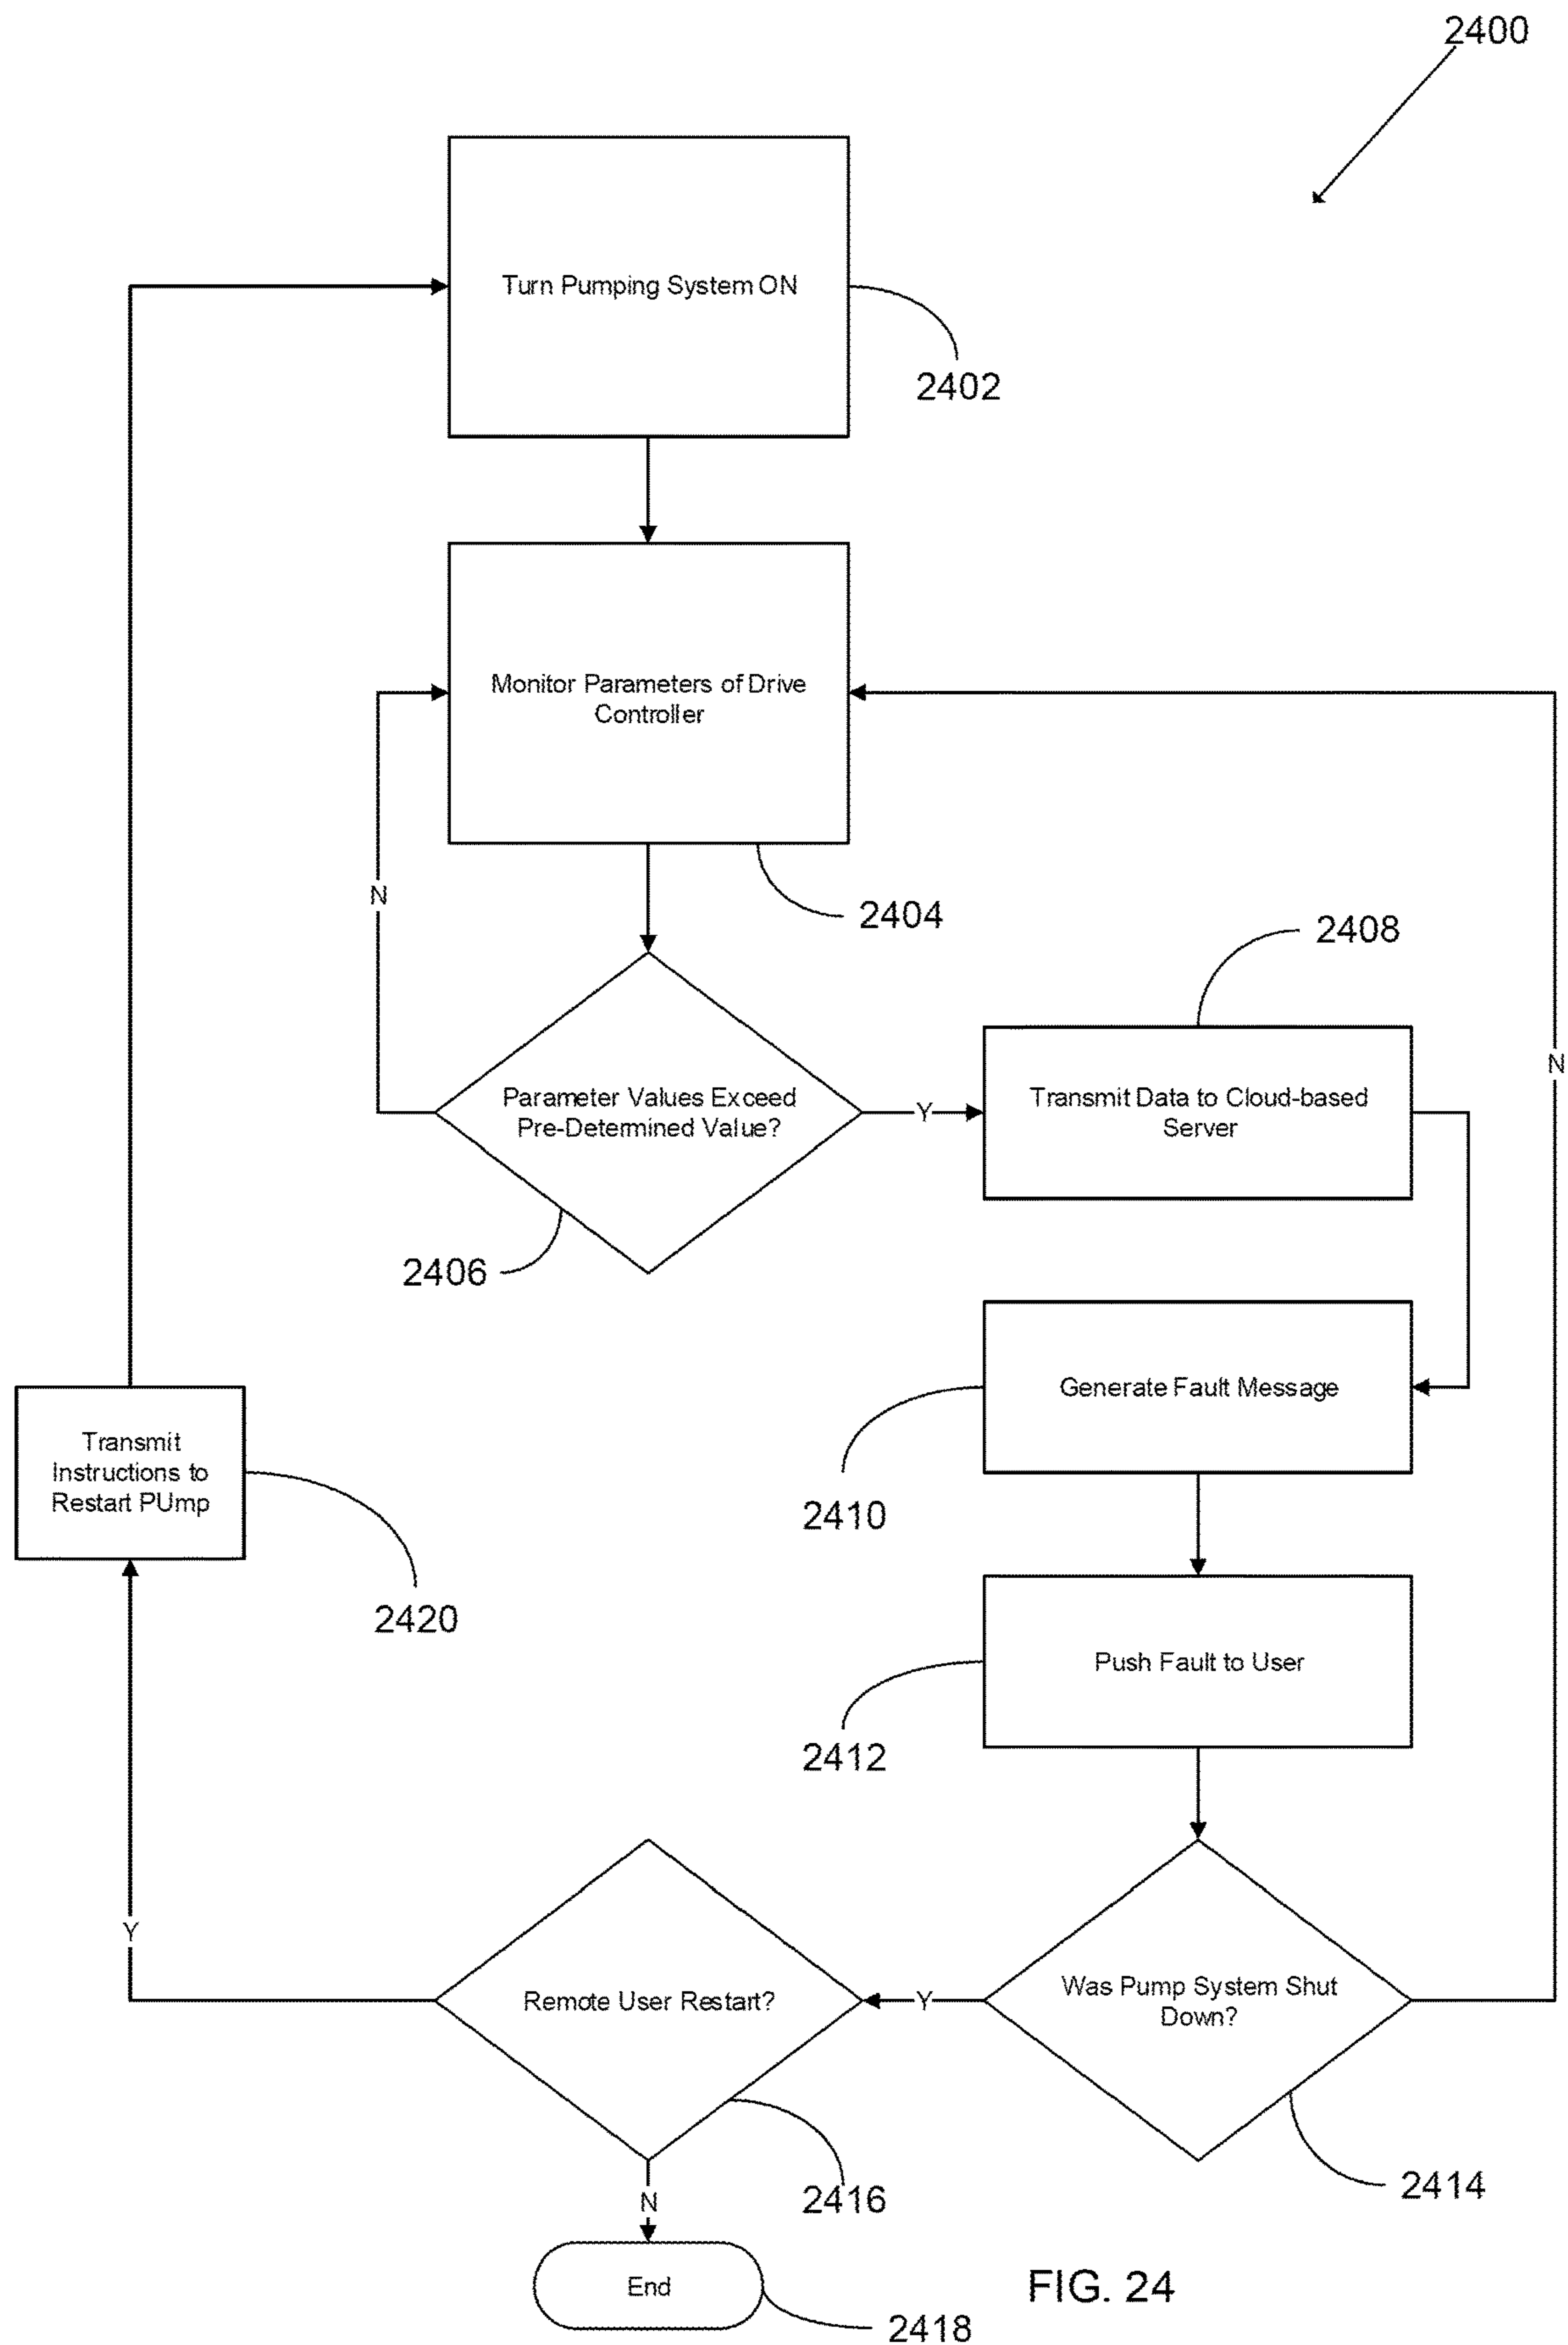 2400
Turn Pumping System ON
2402
Monitor Parameters of Drive
Controller
2404
N
2408
Parameter Values Exceed
Pre-Determined Value?
Y
Transmit Data to Cloud-based
Server
N
2406
Generate Fault Message
2410
Transmit
Instructions to
Restart PUmp
2420
Push Fault to User
2412
Y
Remote User Restart?
Y
Was Pump System Shut
Down?
2416
2414
N
End
2418
FIG. 24